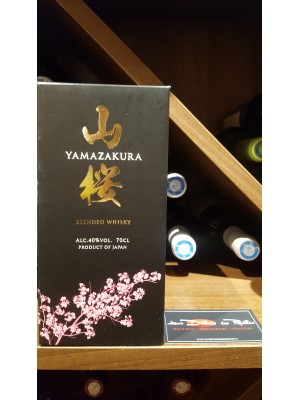 山
YAMAZAKURA
桜
BLENDED WHISKY
ALC.40%VOL. 70CL
PRODUCT OF JAPAN